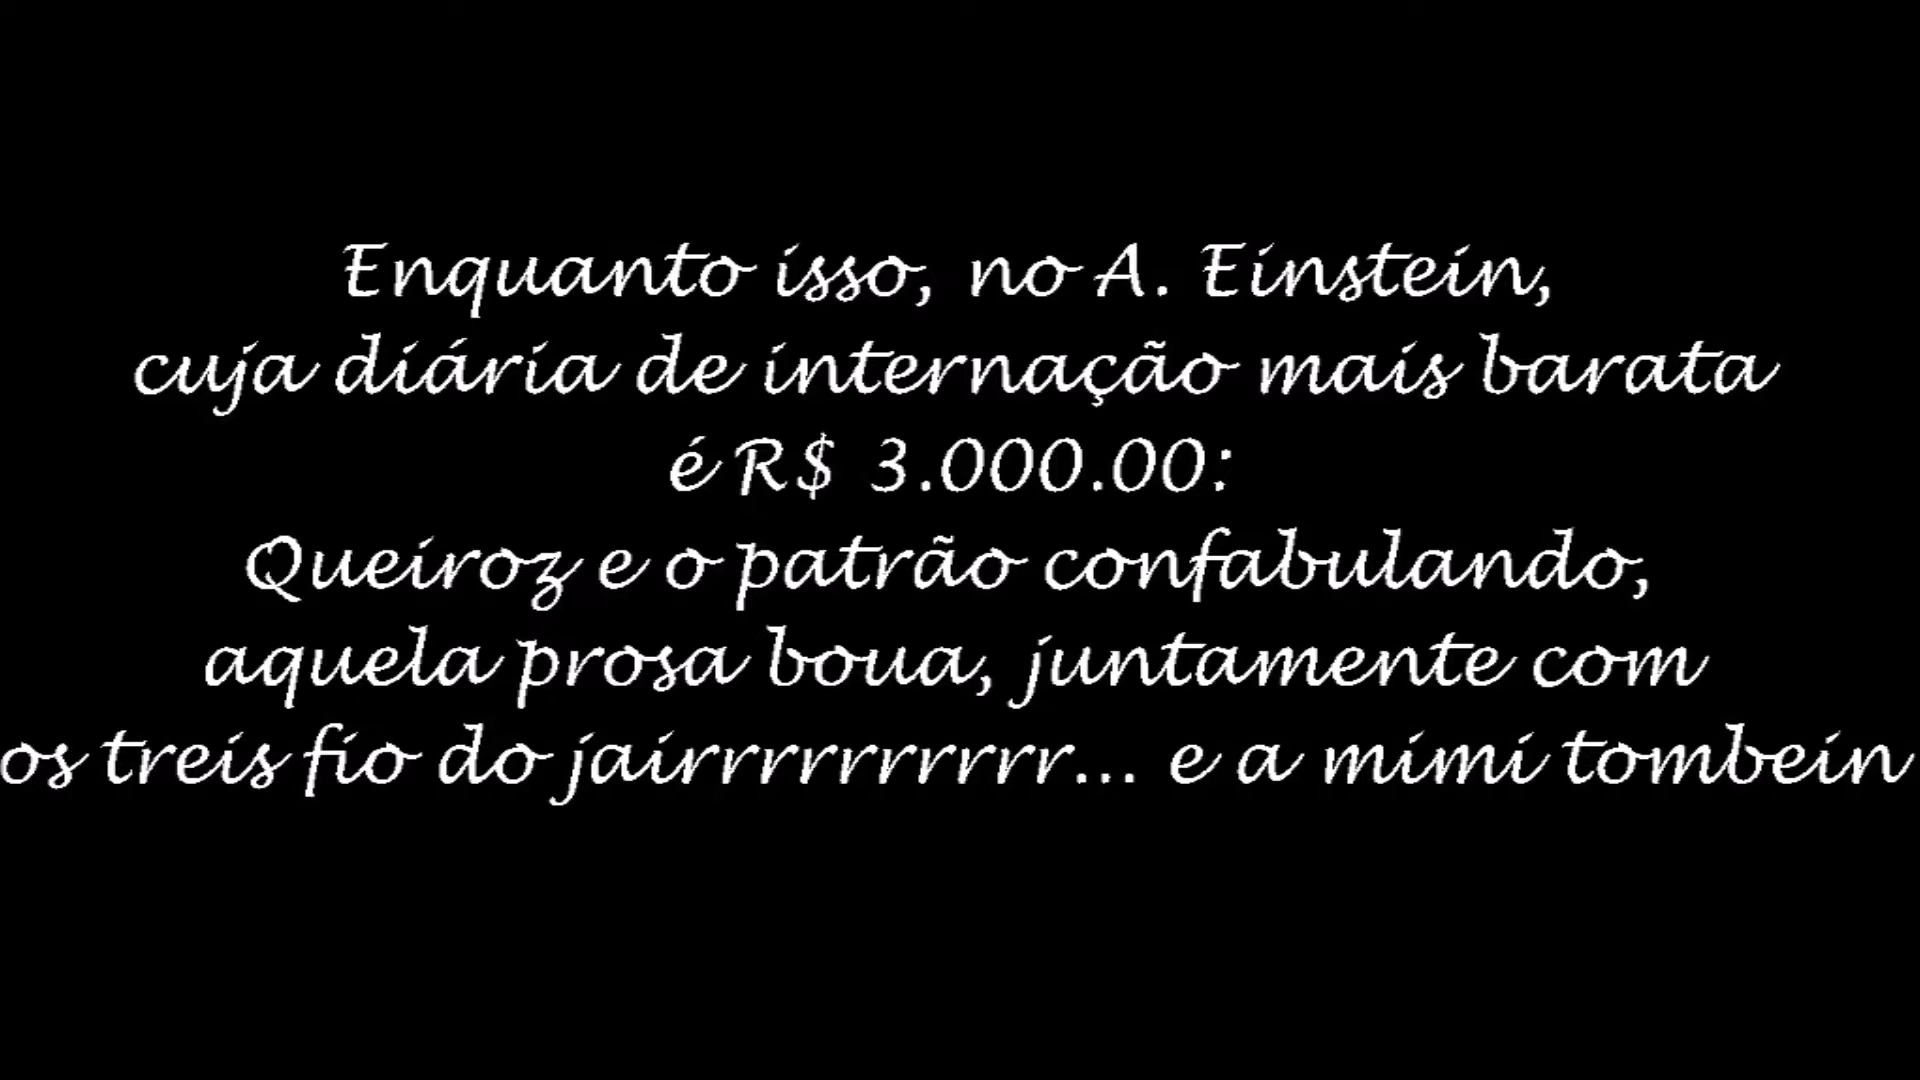 Enquanto isso, no A. Einstein,
cuja diária de internação mais barata
é R$ 3.000.00:
Queiroz e o patrão confabulando,
aquela prosa boua, juntamente com
os treis fio do jairrrrrrrrrr... e a mimi tombein